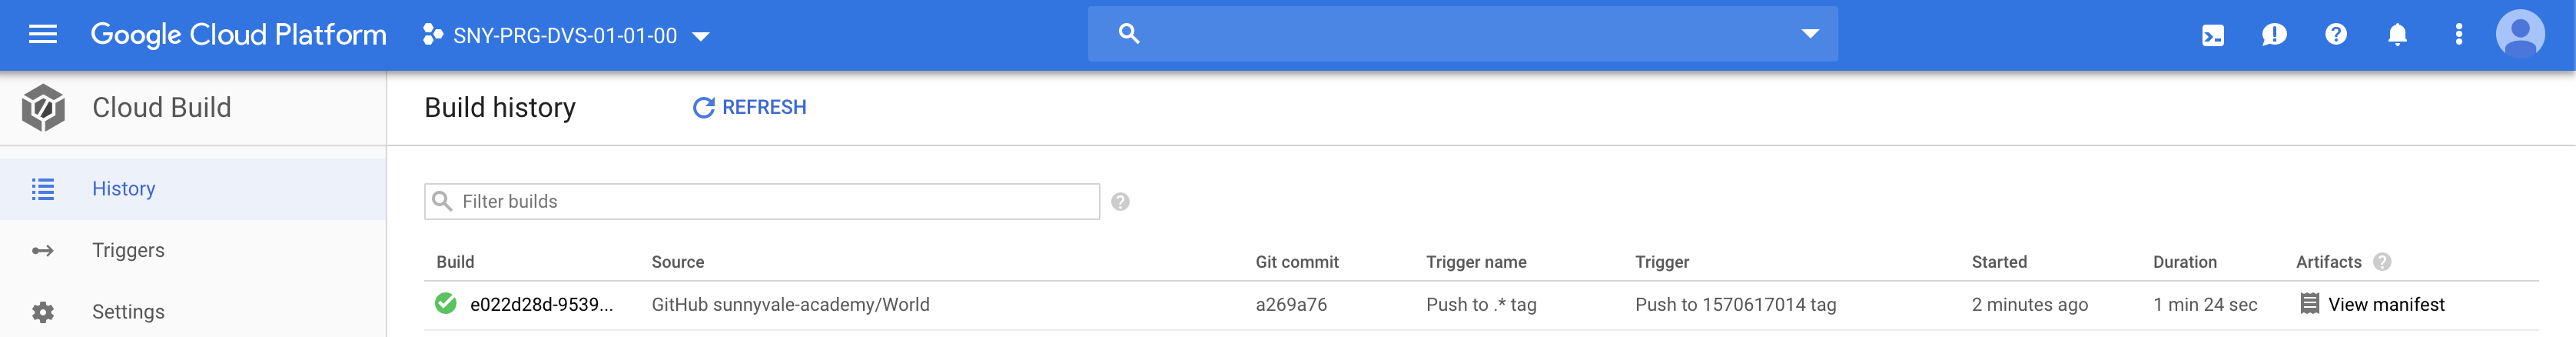 Google Cloud Platform SNY-PRG-DVS-01-01-00
Cloud Build
Build history REFRESH
History
Filter builds
Triggers
Build Source Git commit Trigger name Trigger Started Duration Artifacts
e022d28d-9539... GitHub sunnyvale-academy/World a269a76 Push to .* tag Push to 1570617014 tag 2 minutes ago 1 min 24 sec View manifest
Settings